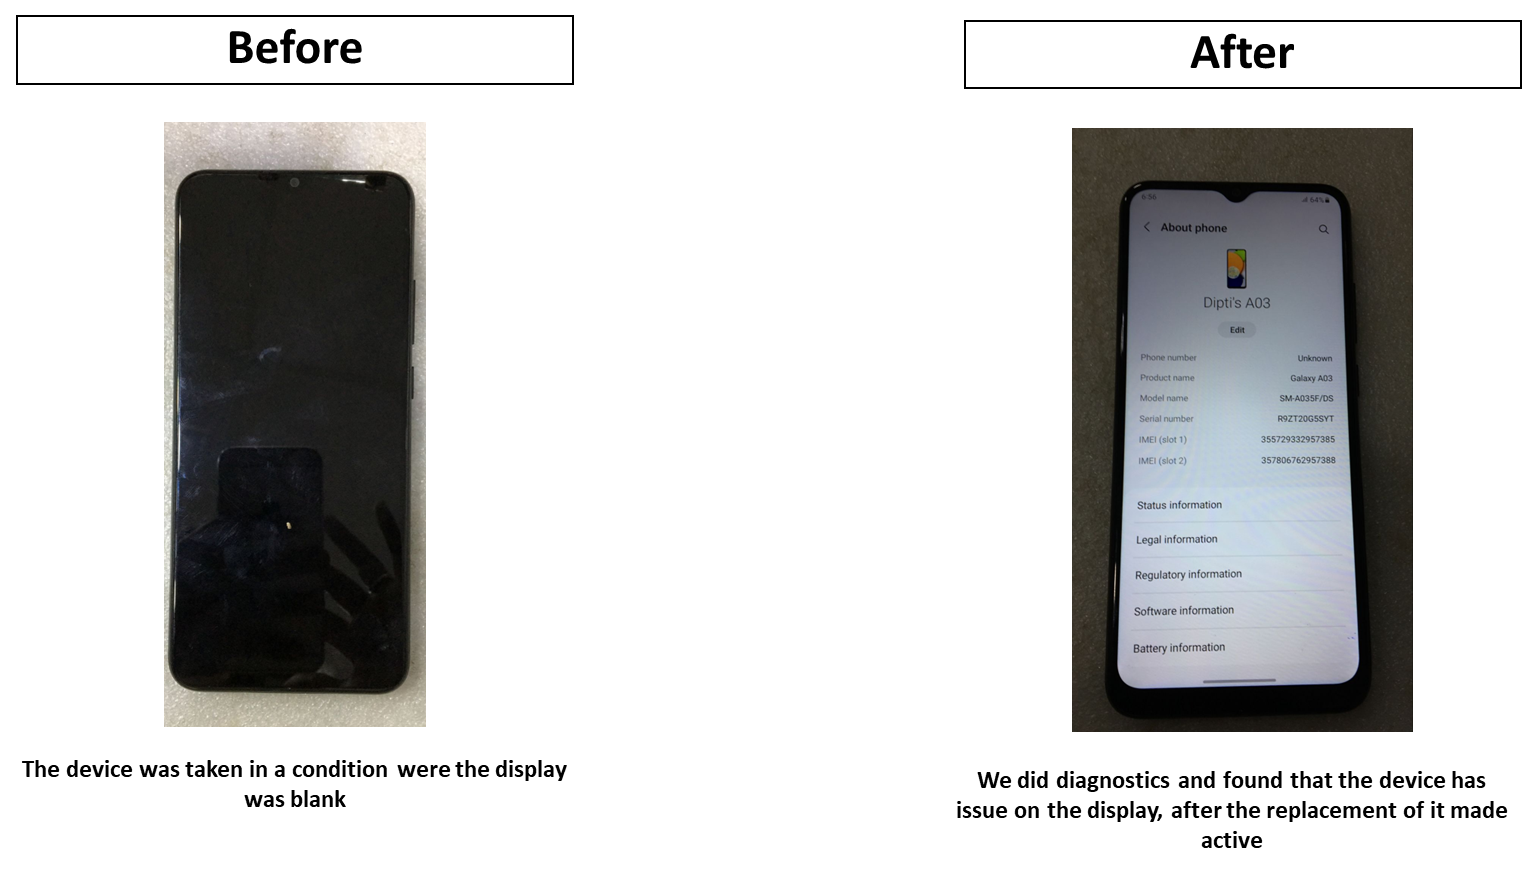 Before
After
6:56
64%
About phone
Dipti's A03
Edit
Phone number Unknown
Product name Galaxy A03
Model name SM-A035F/DS
Serial number R9ZT20G5SYT
IMEI (slot 1) 355729332957385
IMEI (slot 2) 357806762957388
Status information
Legal information
Regulatory information
Software information
Battery information
The device was taken in a condition were the display
was blank
We did diagnostics and found that the device has
issue on the display, after the replacement of it made
active